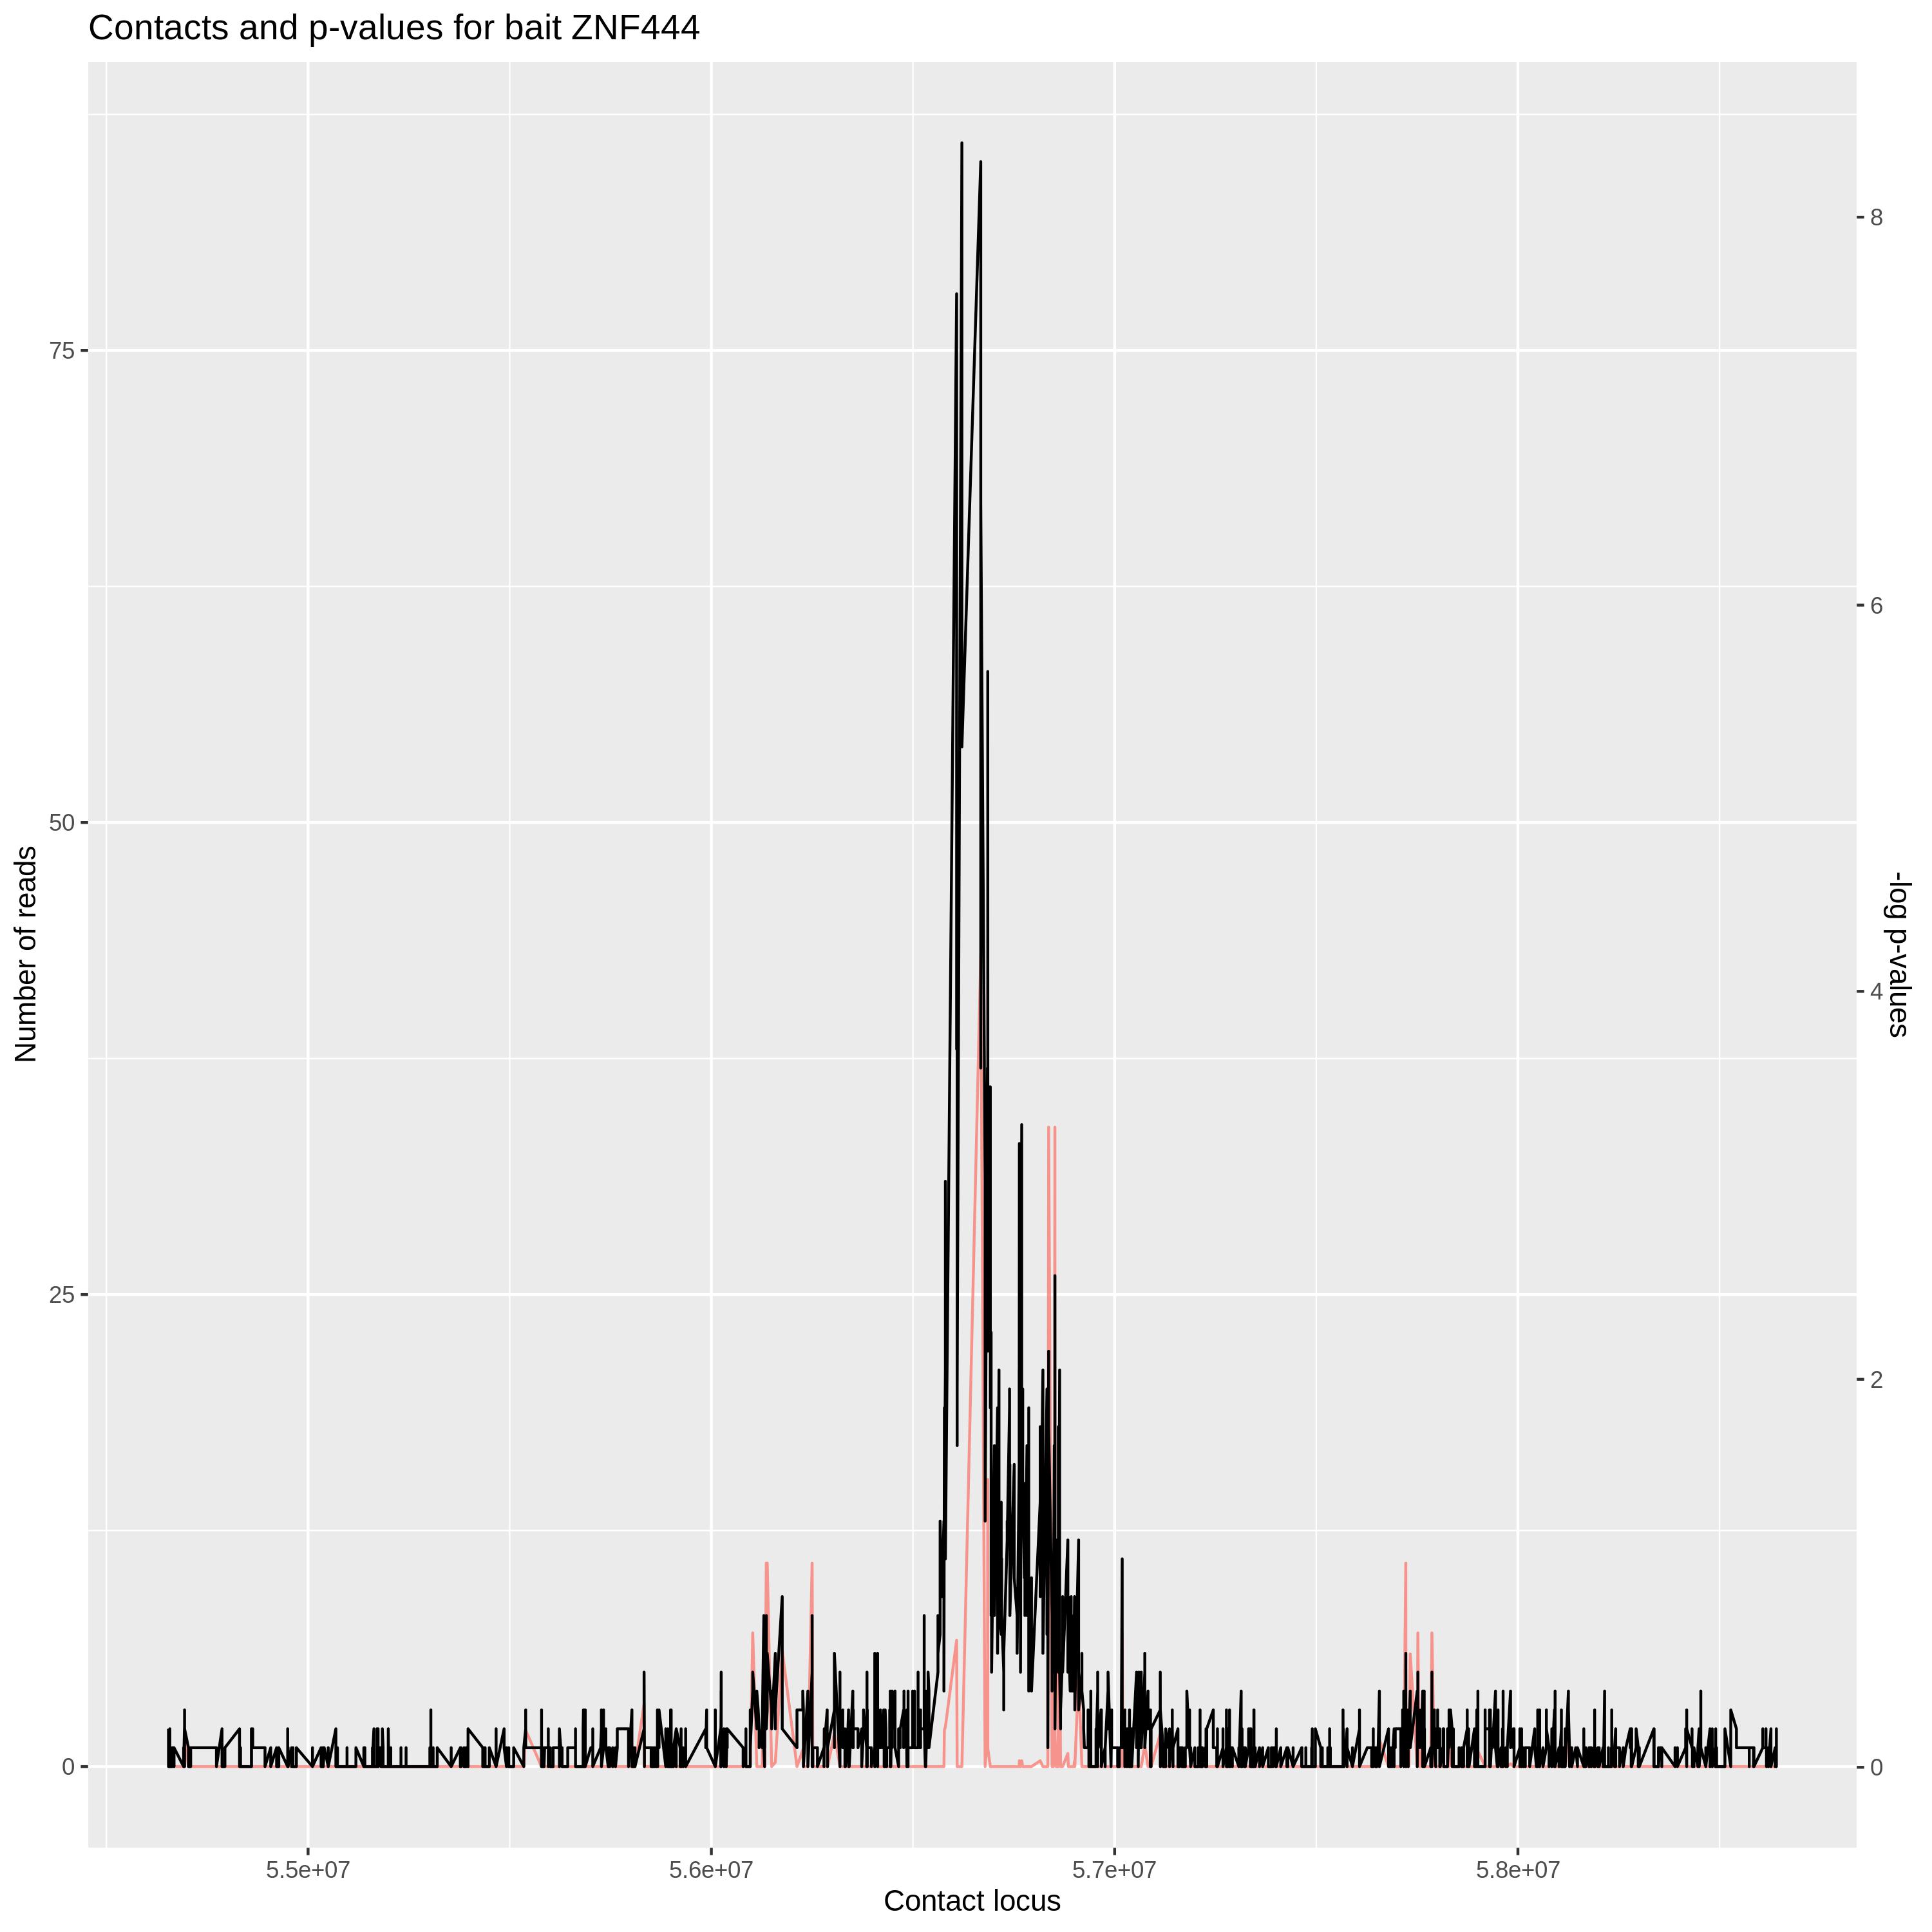 Contacts and p-values for bait ZNF444
75
50
25
0
8
6
4
2
0
Number of reads
-log p-values
5.5e+07 5.6e+07 5.7e+07 5.8e+07
Contact locus